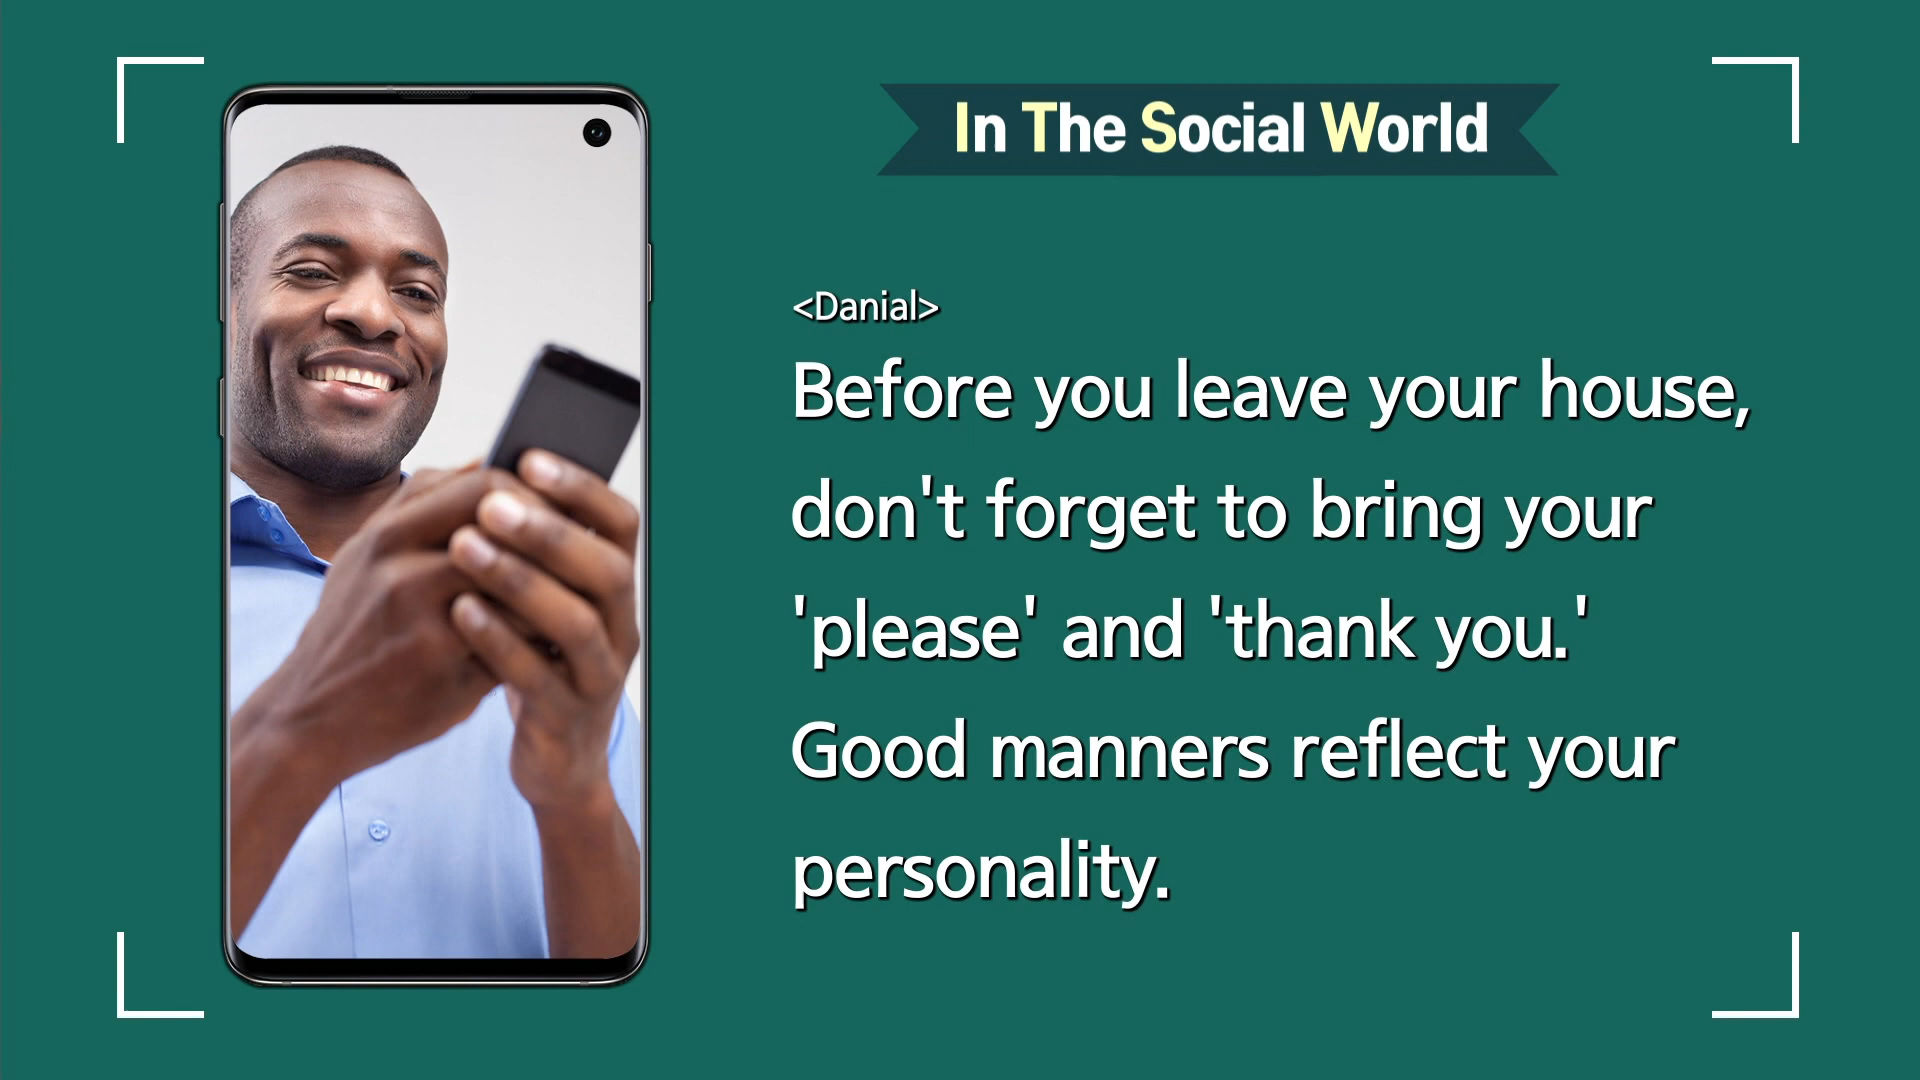 In The Social World
<Danial>
Before you leave your house,
don't forget to bring your
'please' and 'thank you.'
Good manners reflect your
personality.